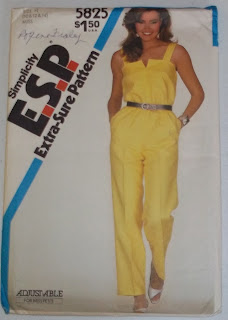 5825
$1.50
Simplicity
E.S.P.
Extra-Sure Pattern
ADJUSTABLE